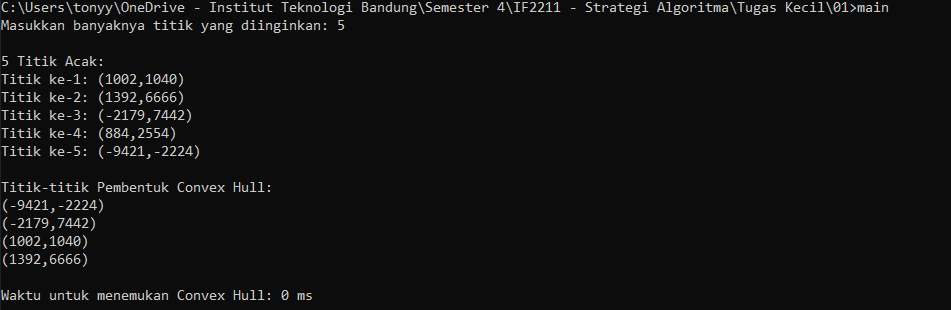 C:\Users\tonyy\OneDrive - Institut Teknologi Bandung\Semester 4\IF2211 - Strategi Algoritma\Tugas Kecil\01>main
Masukkan banyaknya titik yang diinginkan: 5
5 Titik Acak:
Titik ke-1: (1002,1040)
Titik ke-2: (1392,6666)
Titik ke-3: (-2179,7442)
Titik ke-4: (884,2554)
Titik ke-5: (-9421,-2224)
Titik-titik Pembentuk Convex Hull:
(-9421,-2224)
(-2179,7442)
(1002,1040)
(1392,6666)
Waktu untuk menemukan Convex Hull: 0 ms